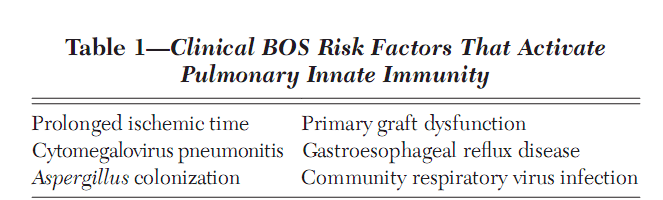 Table 1—Clinical BOS Risk Factors That Activate
Pulmonary Innate Immunity
Prolonged ischemic time Primary graft dysfunction
Cytomegalovirus pneumonitis Gastroesophageal reflux disease
Aspergillus colonization Community respiratory virus infection